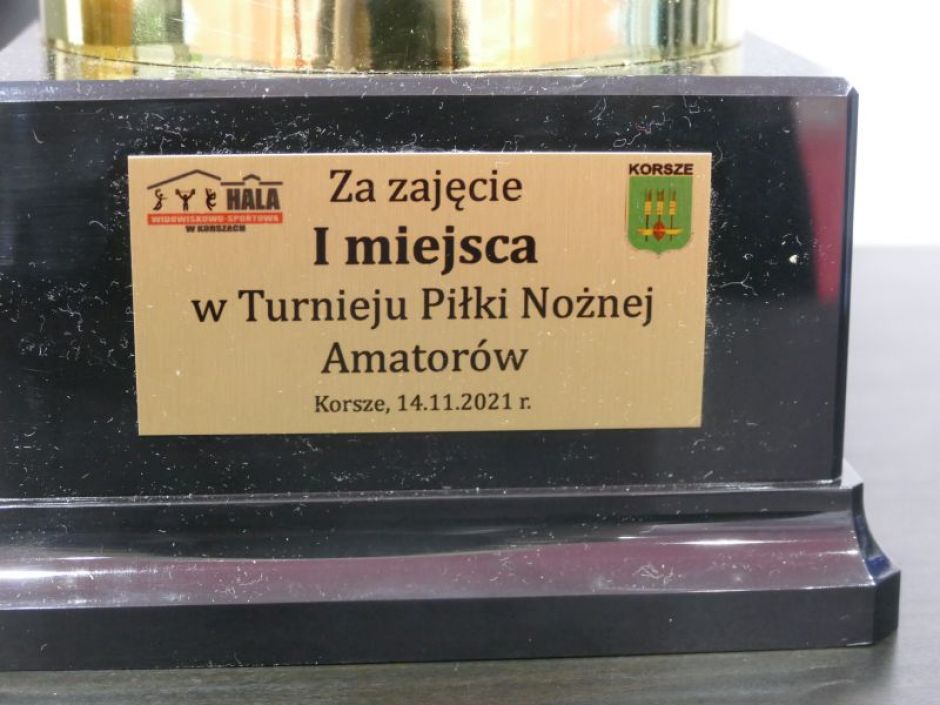 HALA
WIDOWISKOWO-SPORTOWA
W KORSZACH
KORSZE
Za zajęcie
I miejsca
w Turnieju Piłki Nożnej
Amatorów
Korsze, 14.11.2021 r.